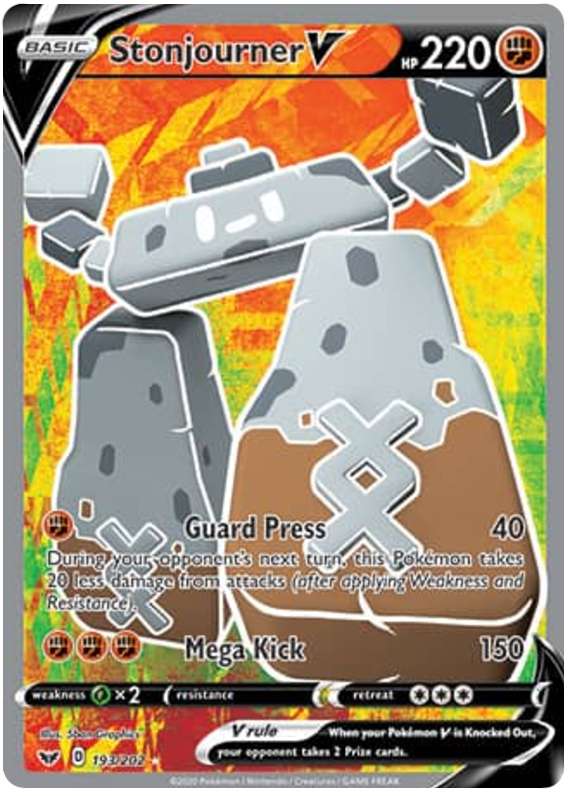 BASIC Stonjourner V HP 220
Guard Press 40
During your opponent's next turn, this Pokémon takes
20 less damage from attacks (after applying Weakness and
Resistance).
Mega Kick 150
weakness ×2 resistance retreat
Illus. 5ban Graphics
V rule When your Pokémon V is Knocked Out,
your opponent takes 2 Prize cards.
D 193/202
©2020 Pokémon / Nintendo / Creatures / GAME FREAK